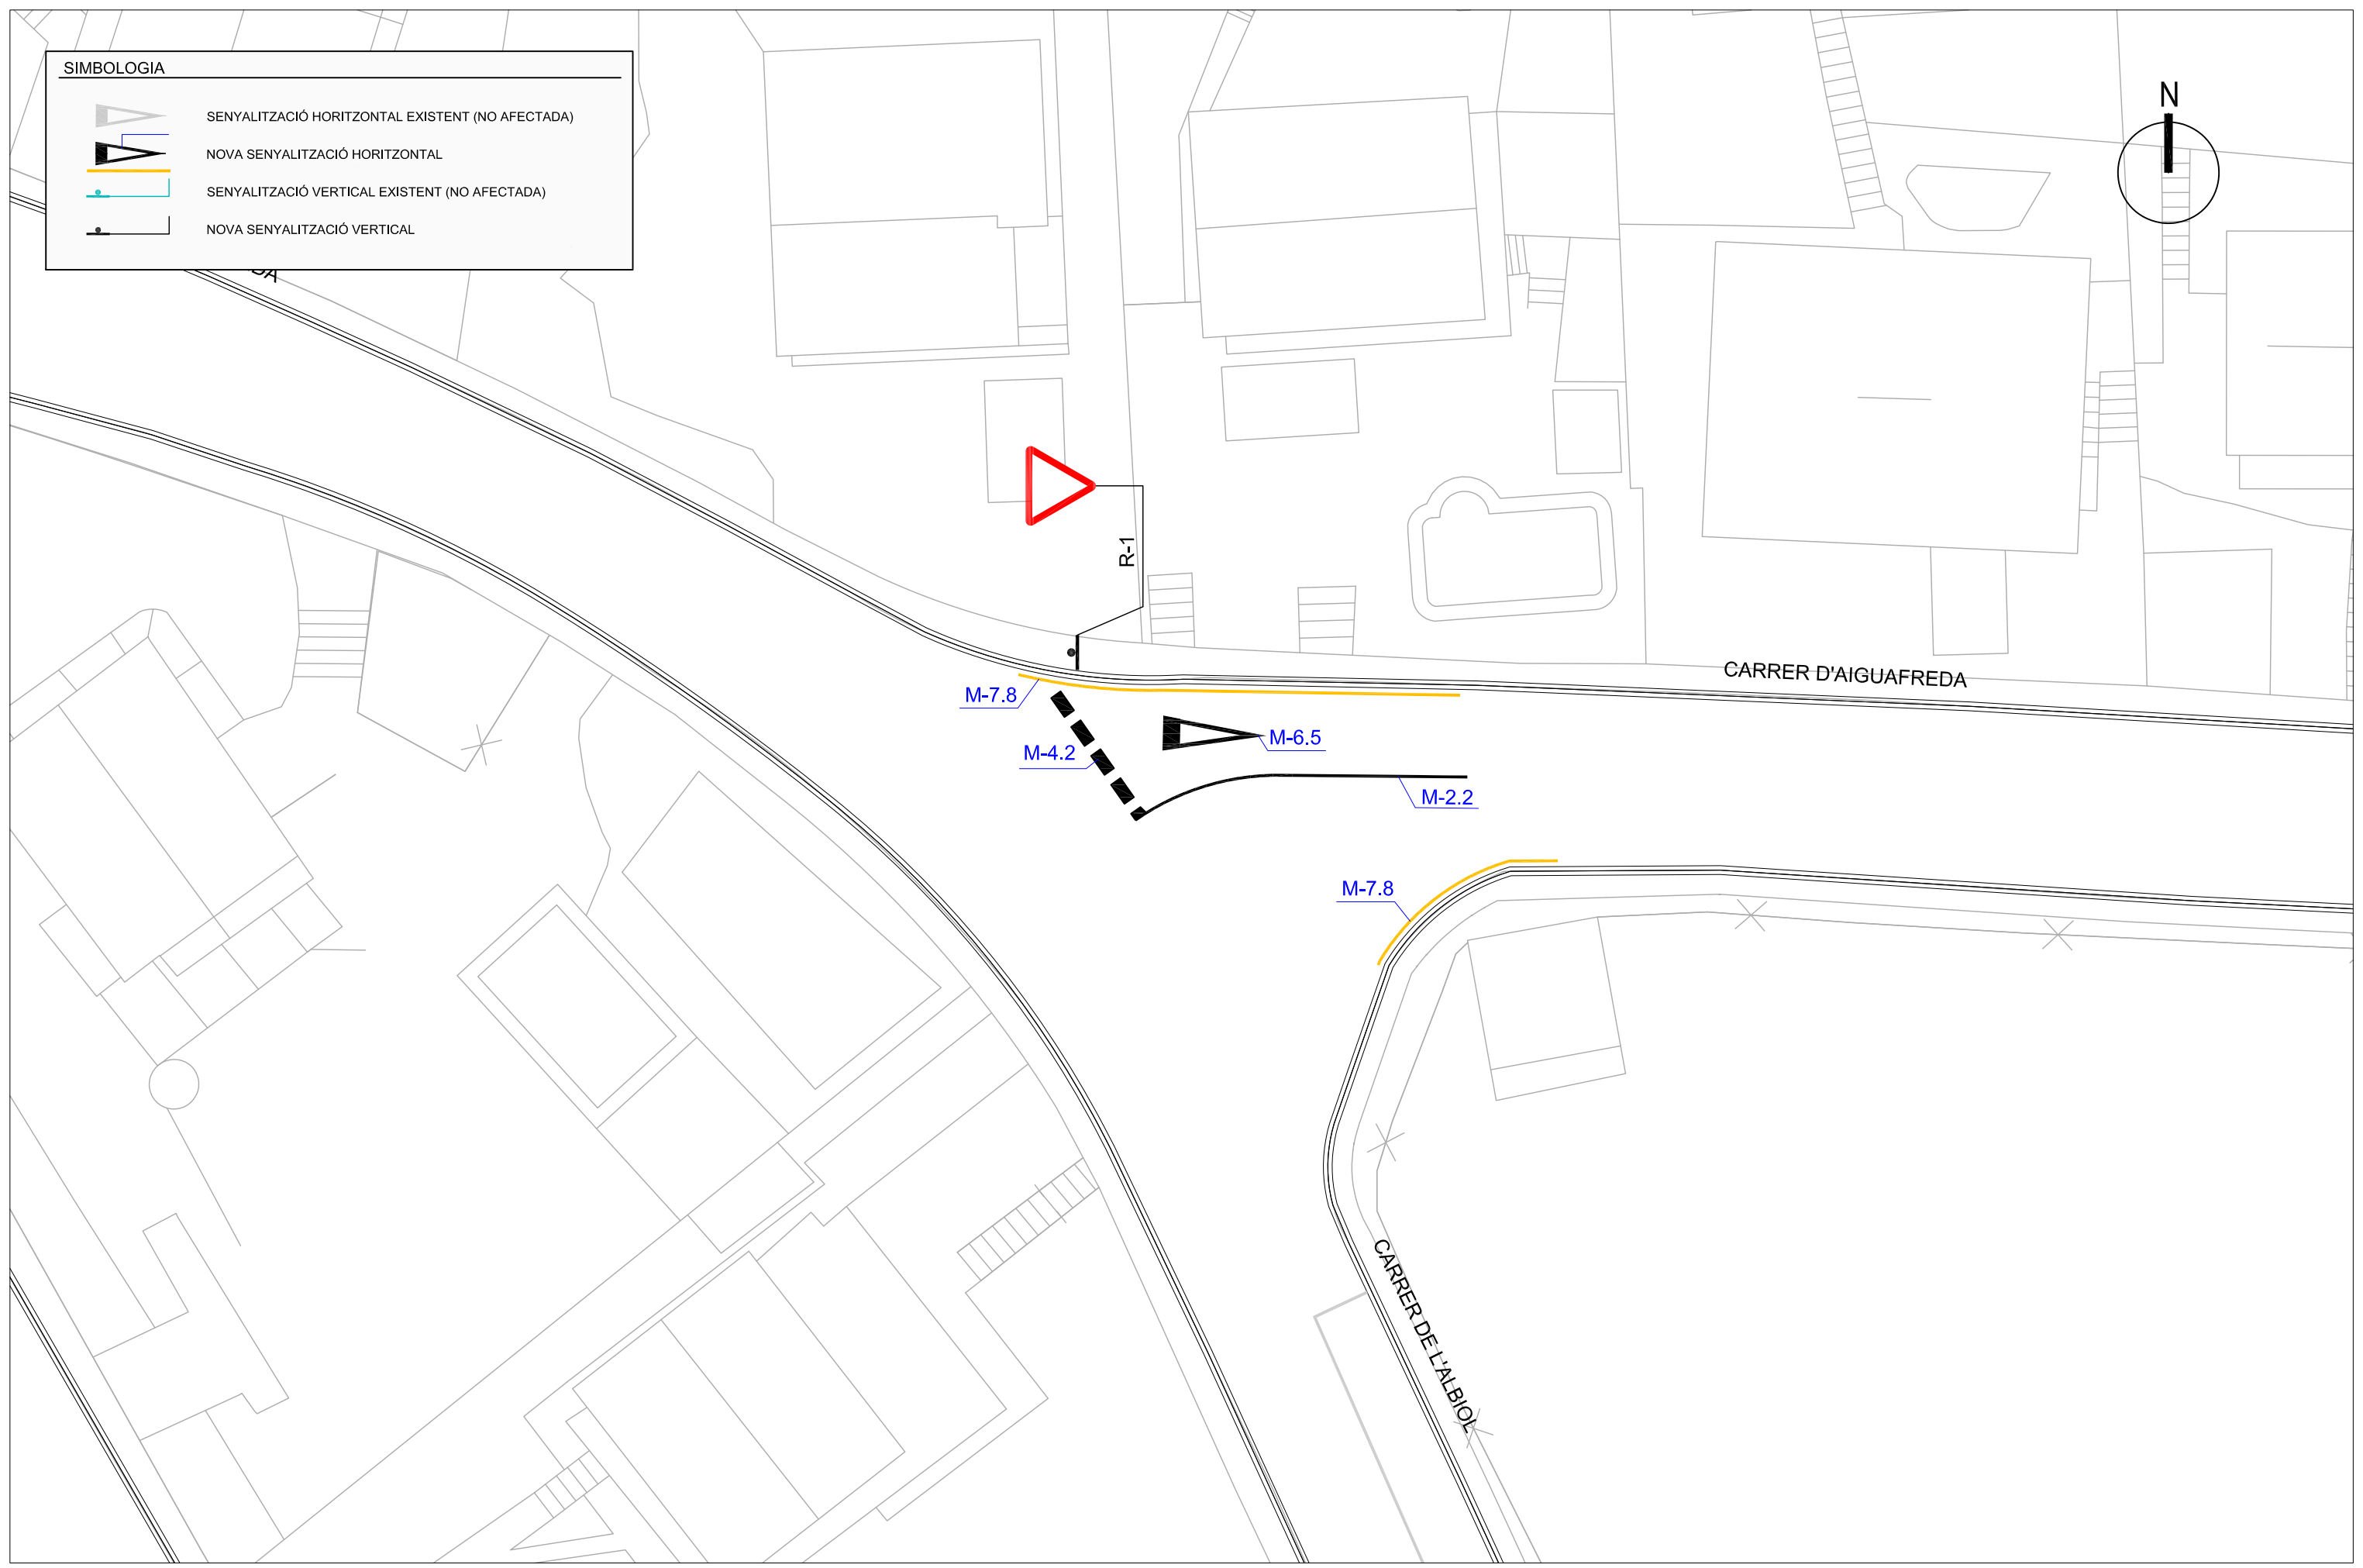 SIMBOLOGIA
SENYALITZACIÓ HORITZONTAL EXISTENT (NO AFECTADA)
NOVA SENYALITZACIÓ HORITZONTAL
SENYALITZACIÓ VERTICAL EXISTENT (NO AFECTADA)
NOVA SENYALITZACIÓ VERTICAL
N
R-1
CARRER D'AIGUAFREDA
M-7.8
M-6.5
M-4.2
M-2.2
M-7.8
CARRER DE L'ALBIOL